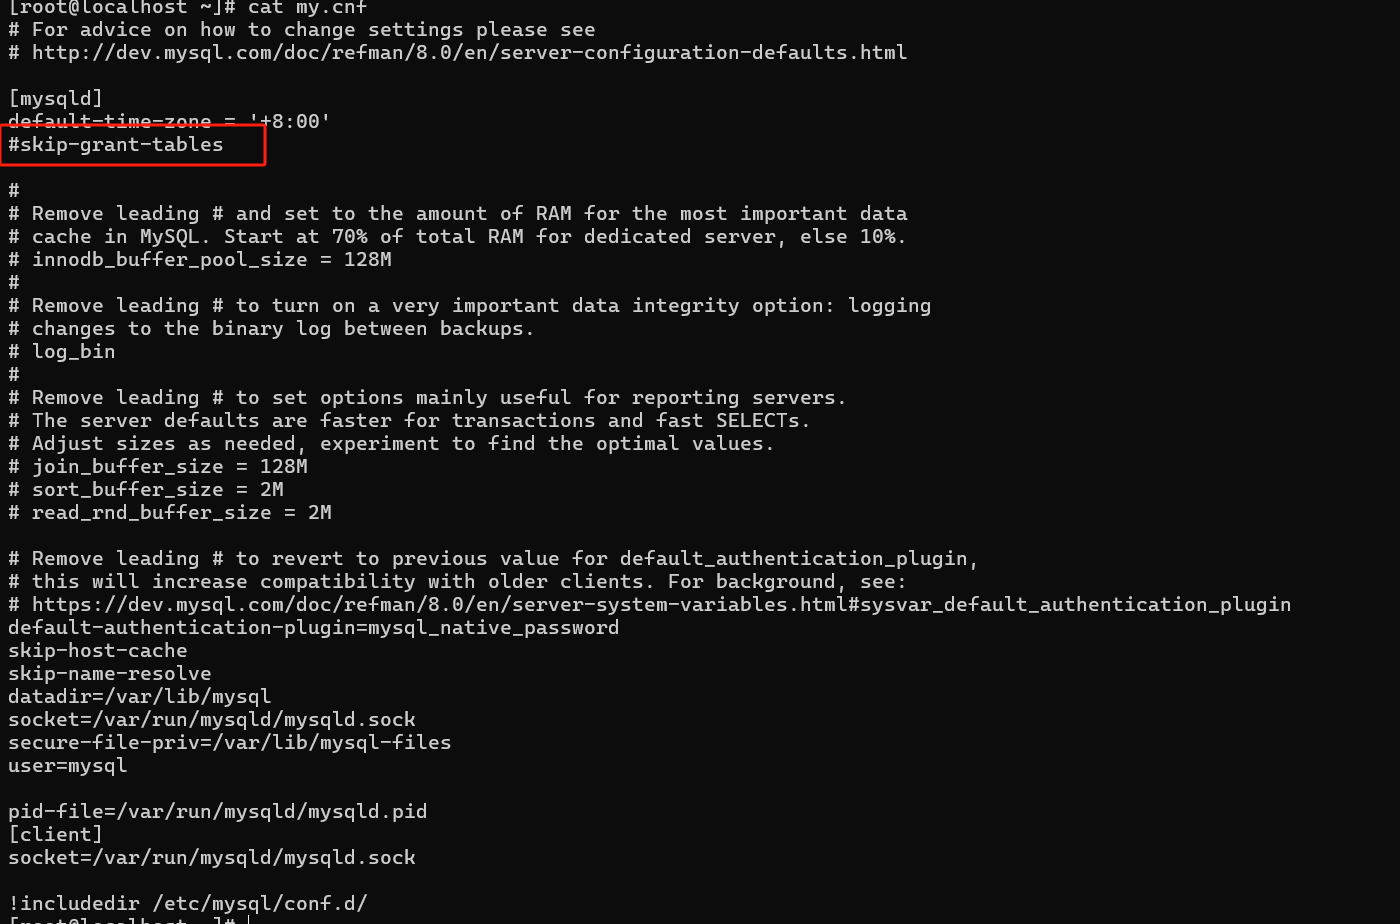 [root@localhost ~]# cat my.cnf
# For advice on how to change settings please see
# http://dev.mysql.com/doc/refman/8.0/en/server-configuration-defaults.html
[mysqld]
default-time-zone = '+8:00'
#skip-grant-tables
#
# Remove leading # and set to the amount of RAM for the most important data
# cache in MySQL. Start at 70% of total RAM for dedicated server, else 10%.
# innodb_buffer_pool_size = 128M
#
# Remove leading # to turn on a very important data integrity option: logging
# changes to the binary log between backups.
# log_bin
#
# Remove leading # to set options mainly useful for reporting servers.
# The server defaults are faster for transactions and fast SELECTs.
# Adjust sizes as needed, experiment to find the optimal values.
# join_buffer_size = 128M
# sort_buffer_size = 2M
# read_rnd_buffer_size = 2M
# Remove leading # to revert to previous value for default_authentication_plugin,
# this will increase compatibility with older clients. For background, see:
# https://dev.mysql.com/doc/refman/8.0/en/server-system-variables.html#sysvar_default_authentication_plugin
default-authentication-plugin=mysql_native_password
skip-host-cache
skip-name-resolve
datadir=/var/lib/mysql
socket=/var/run/mysqld/mysqld.sock
secure-file-priv=/var/lib/mysql-files
user=mysql
pid-file=/var/run/mysqld/mysqld.pid
[client]
socket=/var/run/mysqld/mysqld.sock
!includedir /etc/mysql/conf.d/
[root@localhost ~]#